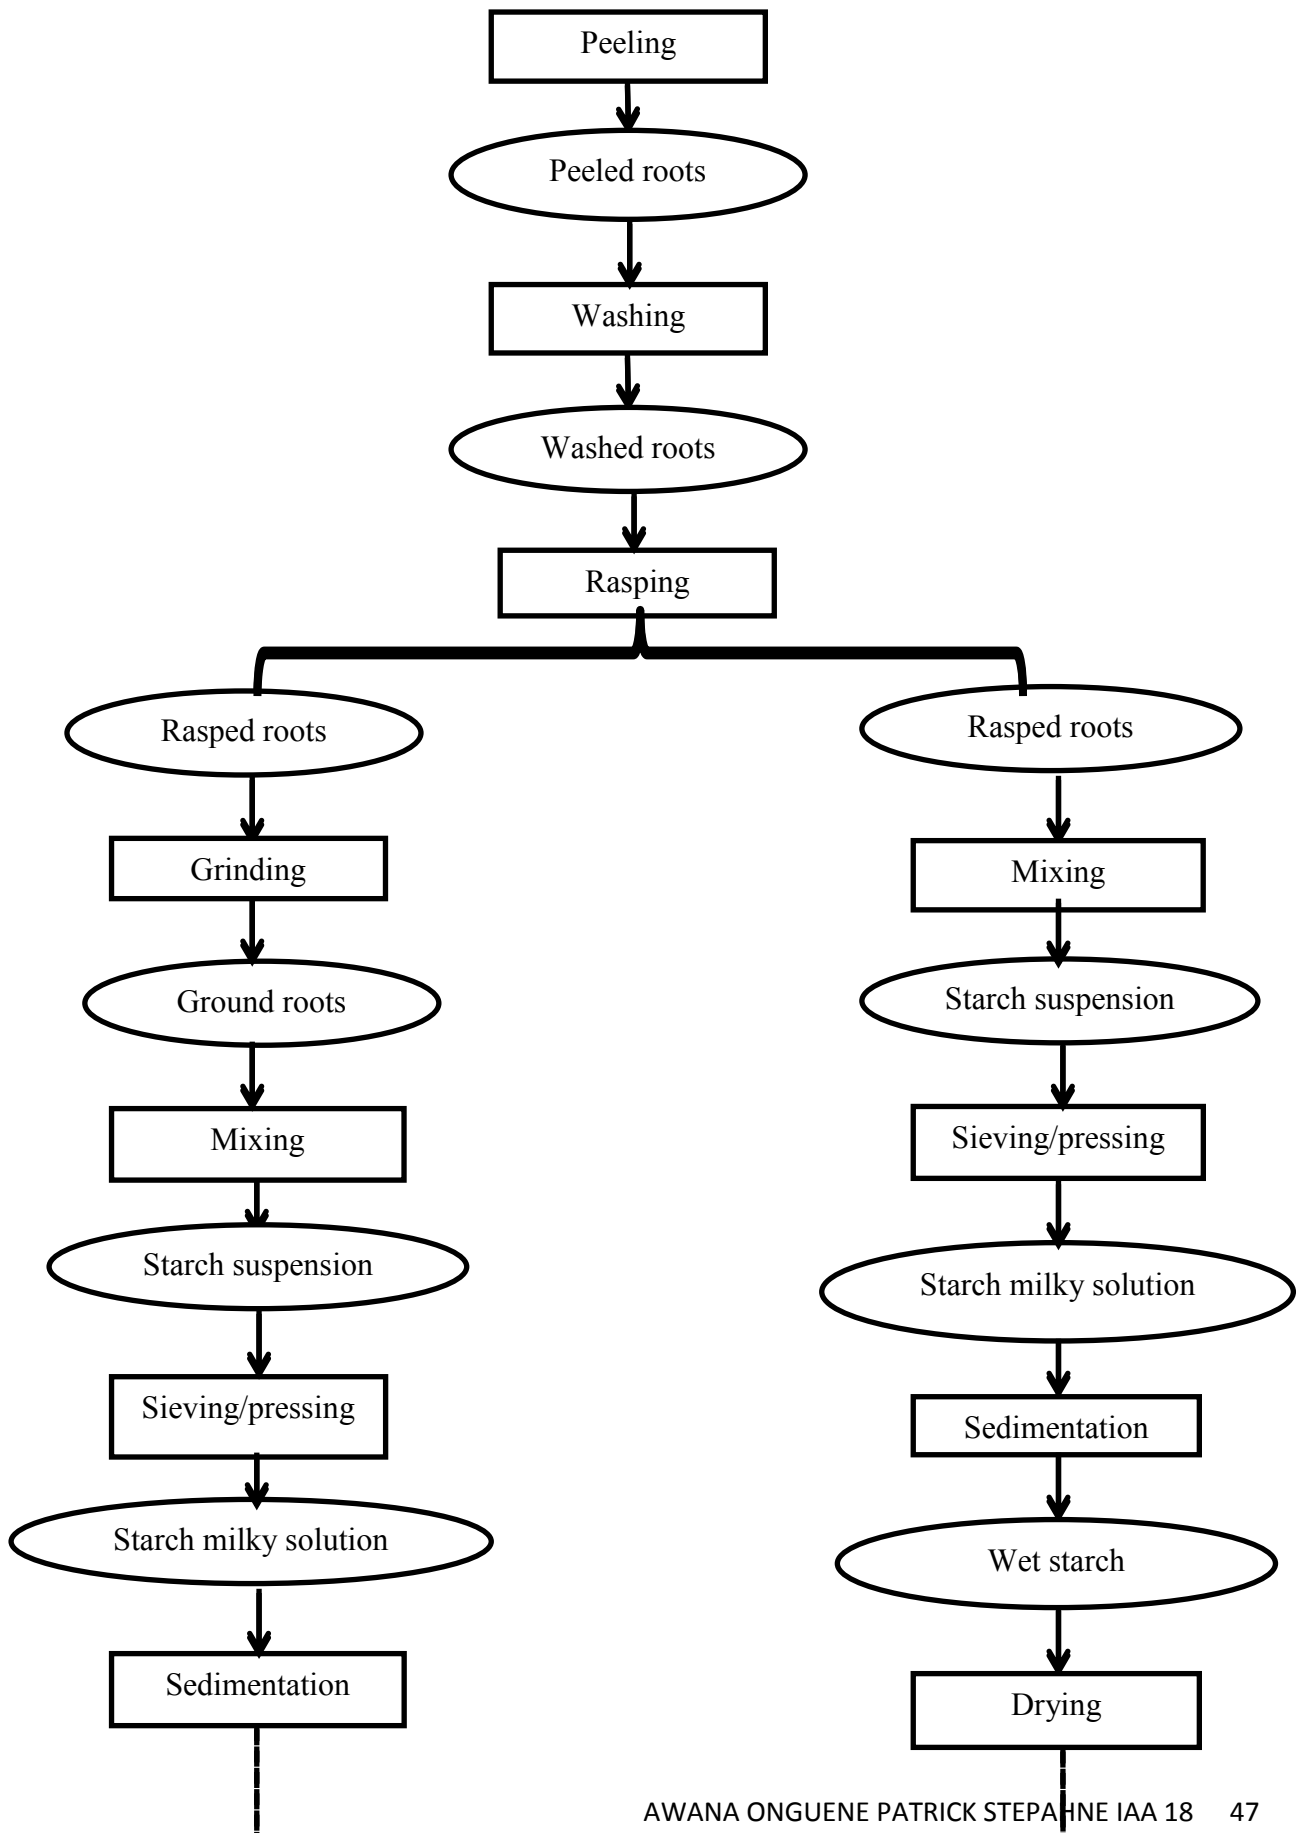 Peeling
Peeled roots
Washing
Washed roots
Rasping
Rasped roots
Grinding
Ground roots
Mixing
Starch suspension
Sieving/pressing
Starch milky solution
Sedimentation
Rasped roots
Mixing
Starch suspension
Sieving/pressing
Starch milky solution
Sedimentation
Wet starch
Drying
AWANA ONGUENE PATRICK STEPAHNE IAA 18 47